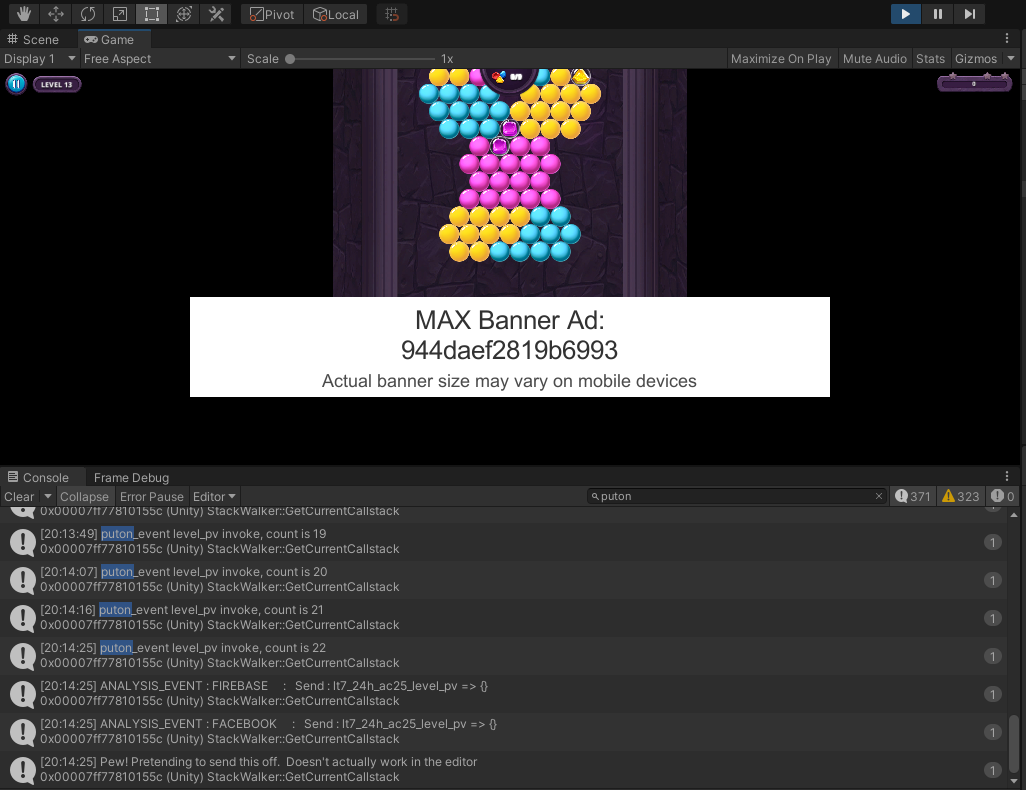 Pivot Local
Scene Game
Display 1 Free Aspect Scale 1x Maximize On Play Mute Audio Stats Gizmos
LEVEL 13 0
MAX Banner Ad:
944daef2819b6993
Actual banner size may vary on mobile devices
Console Frame Debug
Clear Collapse Error Pause Editor puton 371 323 0
0x00007ff77810155c (Unity) StackWalker::GetCurrentCallstack
[20:13:49] puton_event level_pv invoke, count is 19
0x00007ff77810155c (Unity) StackWalker::GetCurrentCallstack
1
[20:14:07] puton_event level_pv invoke, count is 20
0x00007ff77810155c (Unity) StackWalker::GetCurrentCallstack
1
[20:14:16] puton_event level_pv invoke, count is 21
0x00007ff77810155c (Unity) StackWalker::GetCurrentCallstack
1
[20:14:25] puton_event level_pv invoke, count is 22
0x00007ff77810155c (Unity) StackWalker::GetCurrentCallstack
1
[20:14:25] ANALYSIS_EVENT : FIREBASE : Send : lt7_24h_ac25_level_pv => {}
0x00007ff77810155c (Unity) StackWalker::GetCurrentCallstack
1
[20:14:25] ANALYSIS_EVENT : FACEBOOK : Send : lt7_24h_ac25_level_pv => {}
0x00007ff77810155c (Unity) StackWalker::GetCurrentCallstack
1
[20:14:25] Pew! Pretending to send this off. Doesn't actually work in the editor
0x00007ff77810155c (Unity) StackWalker::GetCurrentCallstack
1